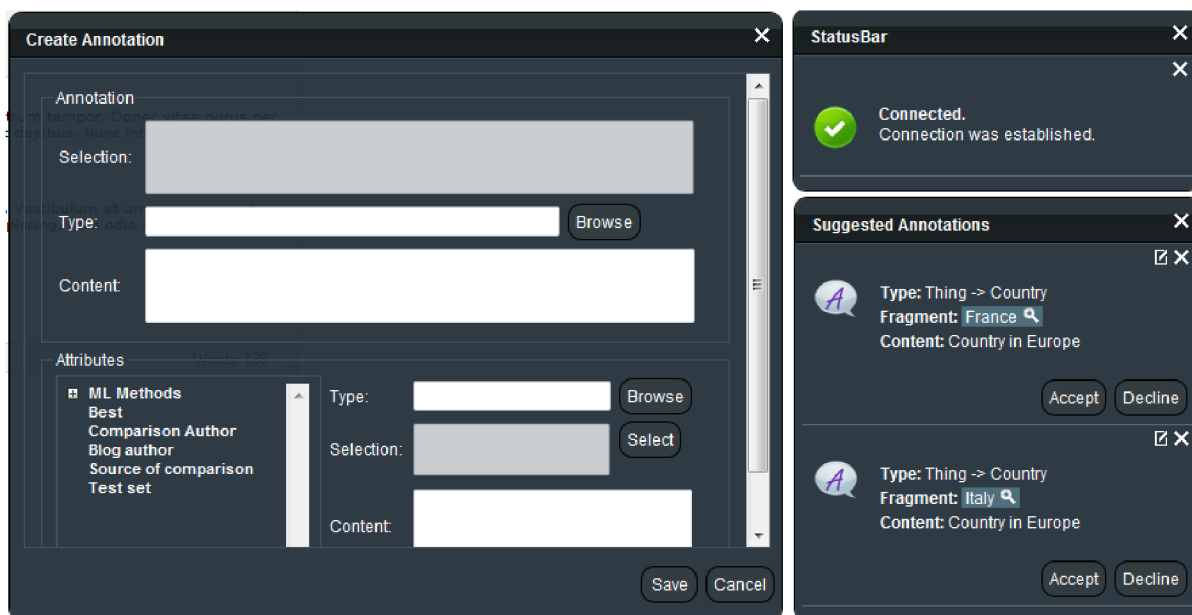 Create Annotation
Annotation
Selection:
Type:
Browse
Content:
Attributes
Words: 138
ML Methods
Best
Comparison Author
Blog author
Source of comparison
Test set
Type:
Browse
Selection:
Select
Content:
Save
Cancel
StatusBar
Connected.
Connection was established.
Suggested Annotations
Type: Thing -> Country
Fragment: France
Content: Country in Europe
Accept
Decline
Type: Thing -> Country
Fragment: Italy
Content: Country in Europe
Accept
Decline